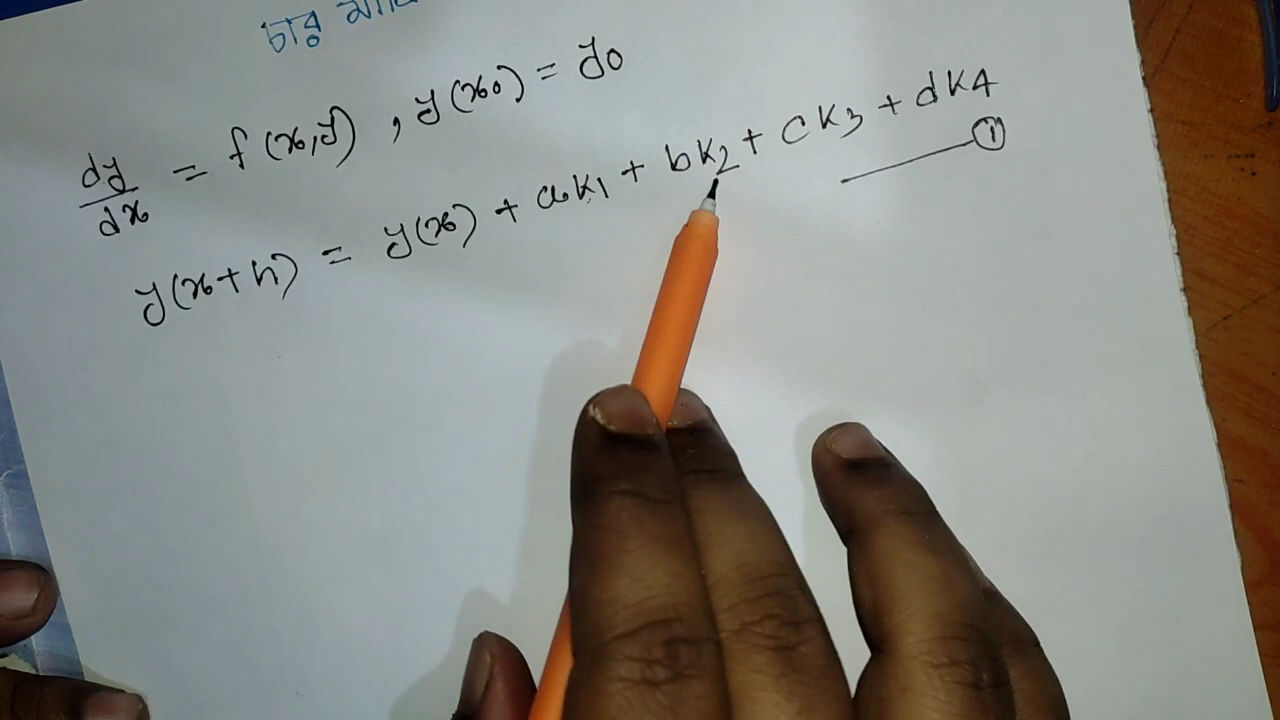 চার
dy/dx = f(x,y) , y(x0) = y0
y(x+h) = y(x) + ak1 + bk2 + ck3 + dk4
①